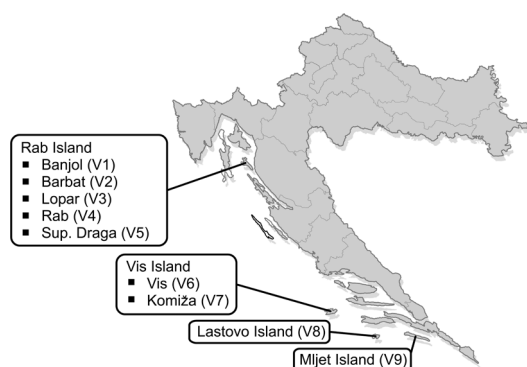 Rab Island
▪ Banjol (V1)
▪ Barbat (V2)
▪ Lopar (V3)
▪ Rab (V4)
▪ Sup. Draga (V5)
Vis Island
▪ Vis (V6)
▪ Komiža (V7)
Lastovo Island (V8)
Mljet Island (V9)